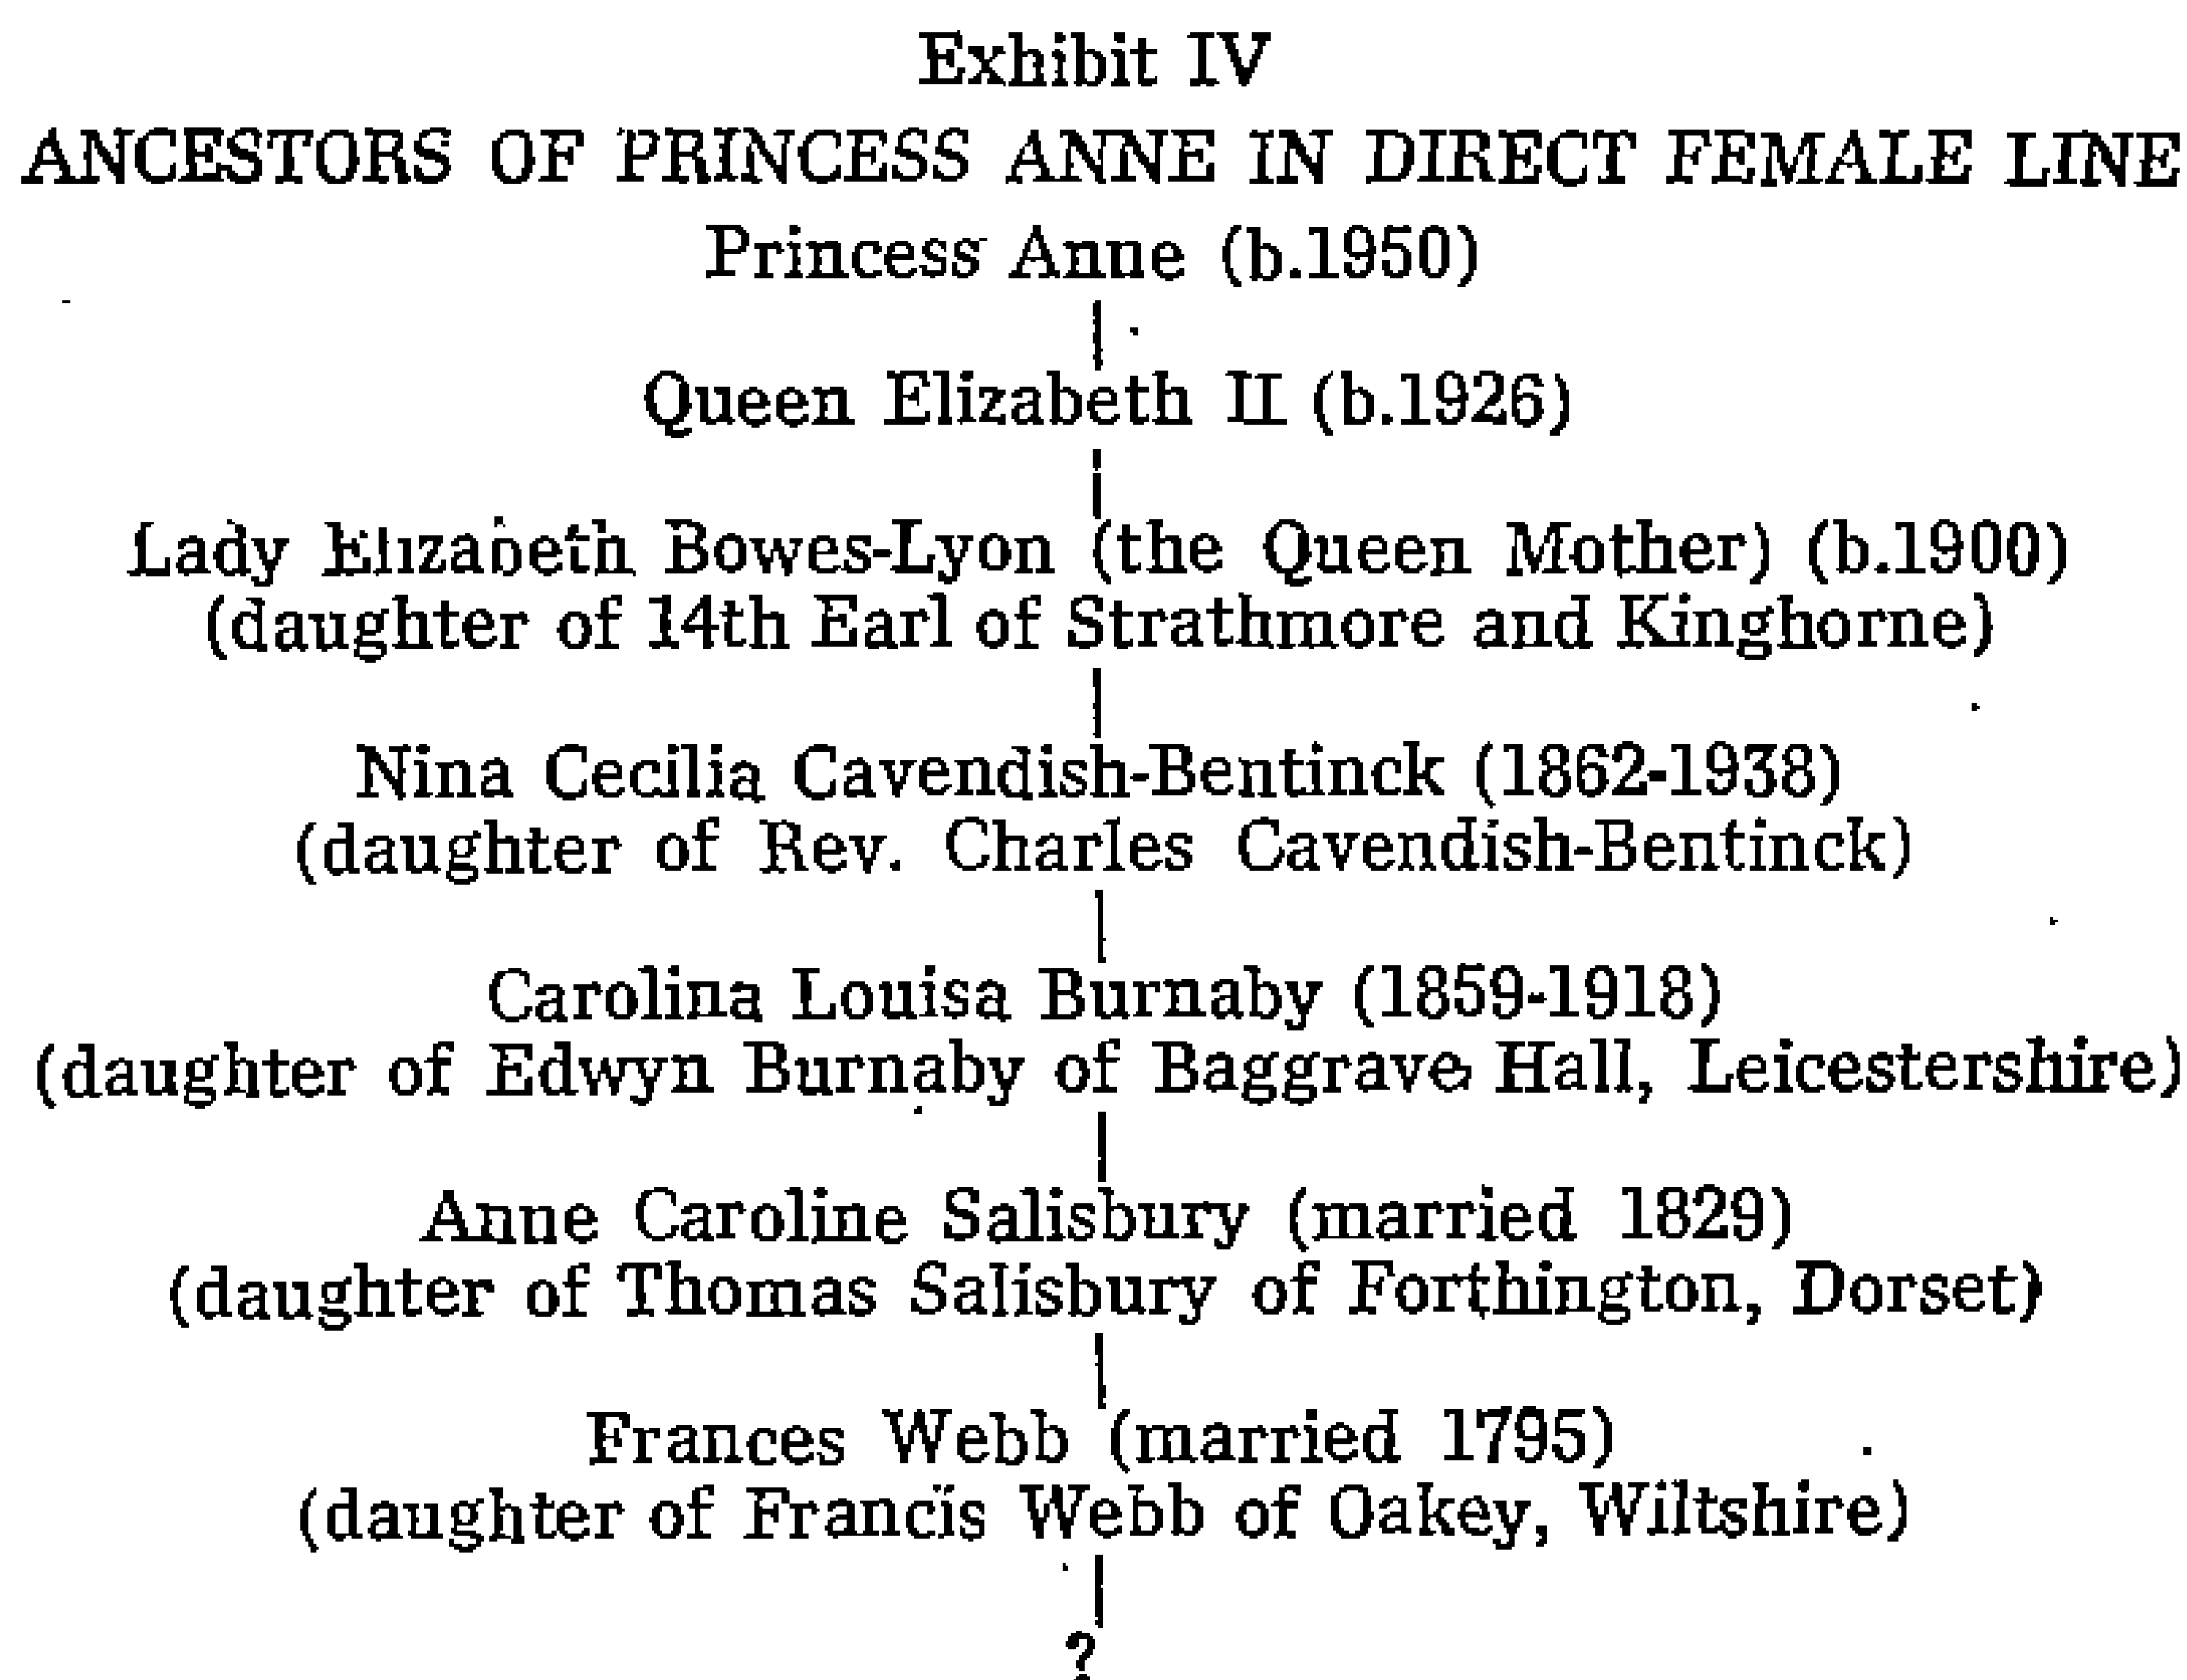 Exhibit IV
ANCESTORS OF PRINCESS ANNE IN DIRECT FEMALE LINE
Princess Anne (b.1950)
Queen Elizabeth II (b.1926)
Lady Elizabeth Bowes-Lyon (the Queen Mother) (b.1900)
(daughter of 14th Earl of Strathmore and Kinghorne)
Nina Cecilia Cavendish-Bentinck (1862-1938)
(daughter of Rev. Charles Cavendish-Bentinck)
Carolina Louisa Burnaby (1859-1918)
(daughter of Edwyn Burnaby of Baggrave Hall, Leicestershire)
Anne Caroline Salisbury (married 1829)
(daughter of Thomas Salisbury of Forthington, Dorset)
Frances Webb (married 1795)
(daughter of Francis Webb of Oakey, Wiltshire)
?